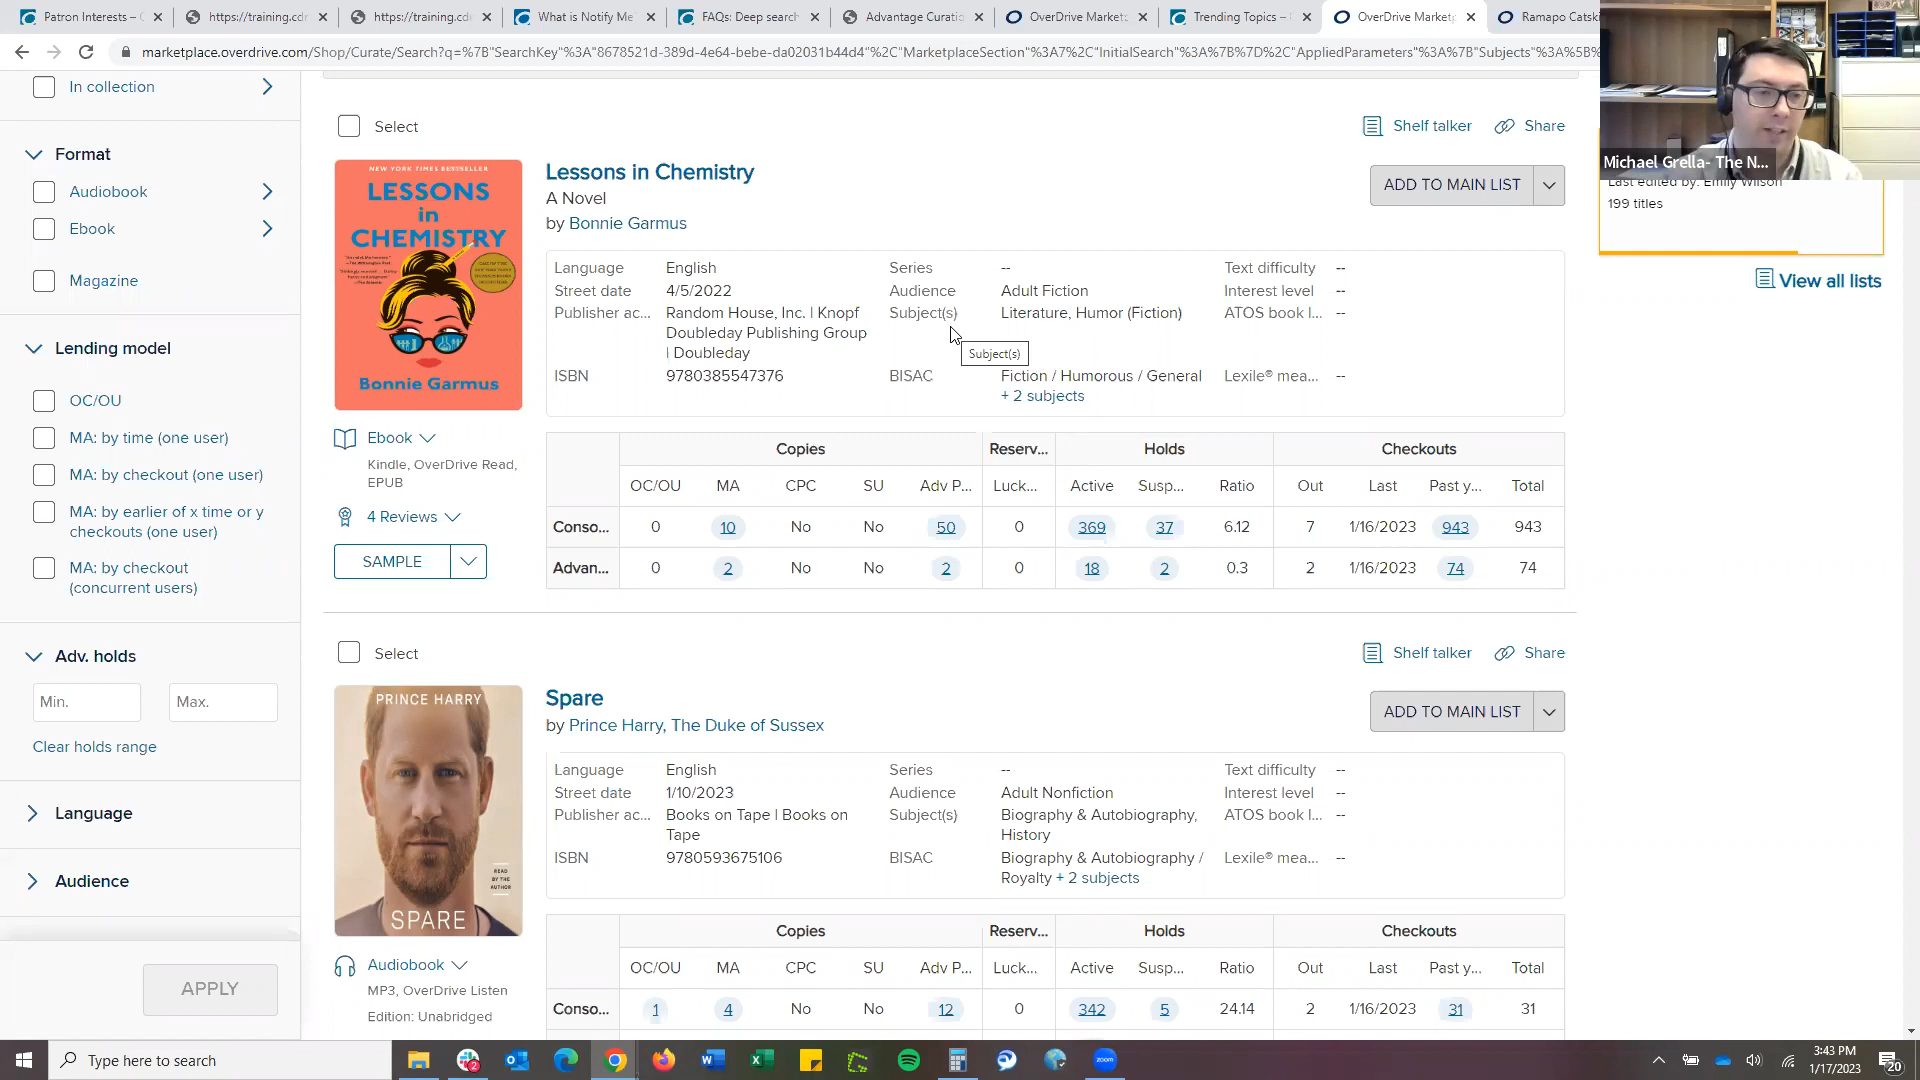 Patron Interests – C
https://training.cdn
https://training.cde
What is Notify Me
FAQs: Deep search
Advantage Curatio
OverDrive Market
Trending Topics –
OverDrive Market
Ramapo Catski
marketplace.overdrive.com/Shop/Curate/Search?q=%7B"SearchKey"%3A"8678521d-389d-4e64-bebe-da02031b44d4"%2C"MarketplaceSection"%3A7%2C"InitialSearch"%3A%7B%7D%2C"AppliedParameters"%3A%7B"Subjects"%3A%5B%
In collection
Format
Audiobook
Ebook
Magazine
Lending model
OC/OU
MA: by time (one user)
MA: by checkout (one user)
MA: by earlier of x time or y
checkouts (one user)
MA: by checkout
(concurrent users)
Adv. holds
Min. Max.
Clear holds range
Language
Audience
APPLY
Select
Shelf talker Share
NEW YORK TIMES BESTSELLER
LESSONS
in
CHEMISTRY
Bonnie Garmus
Lessons in Chemistry
A Novel
by Bonnie Garmus
ADD TO MAIN LIST
Language English Series -- Text difficulty --
Street date 4/5/2022 Audience Adult Fiction Interest level --
Publisher ac... Random House, Inc. | Knopf Subject(s) Literature, Humor (Fiction) ATOS book l... --
Doubleday Publishing Group
| Doubleday
Subject(s)
ISBN 9780385547376 BISAC Fiction / Humorous / General Lexile® mea... --
+ 2 subjects
Ebook
Kindle, OverDrive Read,
EPUB
4 Reviews
SAMPLE
Copies Reserv... Holds Checkouts
OC/OU MA CPC SU Adv P... Luck... Active Susp... Ratio Out Last Past y... Total
Conso... 0 10 No No 50 0 369 37 6.12 7 1/16/2023 943 943
Advan... 0 2 No No 2 0 18 2 0.3 2 1/16/2023 74 74
Select
Shelf talker Share
PRINCE HARRY
READ
BY THE
AUTHOR
SPARE
Spare
by Prince Harry, The Duke of Sussex
ADD TO MAIN LIST
Language English Series -- Text difficulty --
Street date 1/10/2023 Audience Adult Nonfiction Interest level --
Publisher ac... Books on Tape | Books on Subject(s) Biography & Autobiography, ATOS book l... --
Tape History
ISBN 9780593675106 BISAC Biography & Autobiography / Lexile® mea... --
Royalty + 2 subjects
Audiobook
MP3, OverDrive Listen
Edition: Unabridged
Copies Reserv... Holds Checkouts
OC/OU MA CPC SU Adv P... Luck... Active Susp... Ratio Out Last Past y... Total
Conso... 1 4 No No 12 0 342 5 24.14 2 1/16/2023 31 31
Michael Grella- The N...
Last edited by: Emily Wilson
199 titles
View all lists
Type here to search
2
zoom
3:43 PM
1/17/2023
20